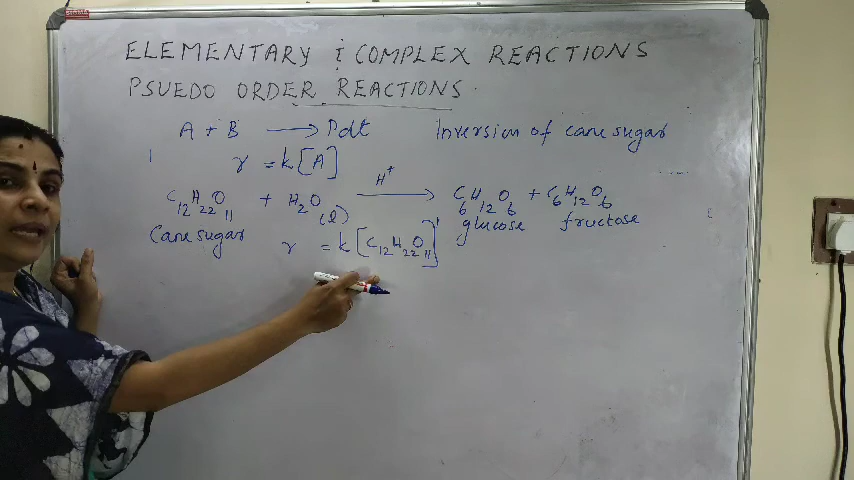 ELEMENTARY & COMPLEX REACTIONS
PSUEDO ORDER REACTIONS
A + B → Pdt Inversion of cane sugar
r = k[A]
C12H22O11 + H2O(l) H+ → C6H12O6 + C6H12O6
Cane sugar glucose fructose
r = k[C12H22O11]1